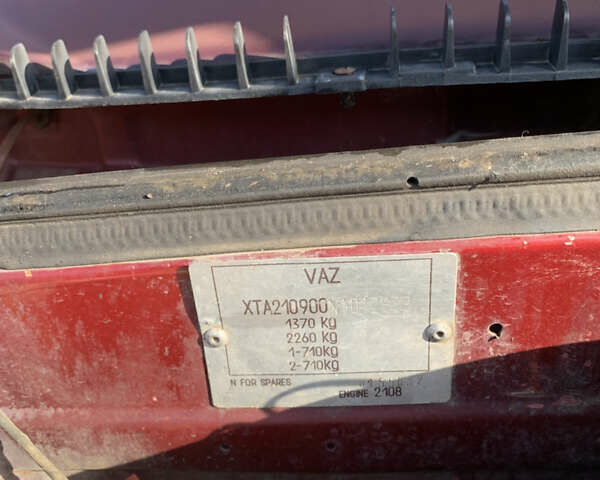 VAZ
XTA210900
1370 KG
2260 KG
1-710KG
2-710KG
N FOR SPARES
ENGINE 2108